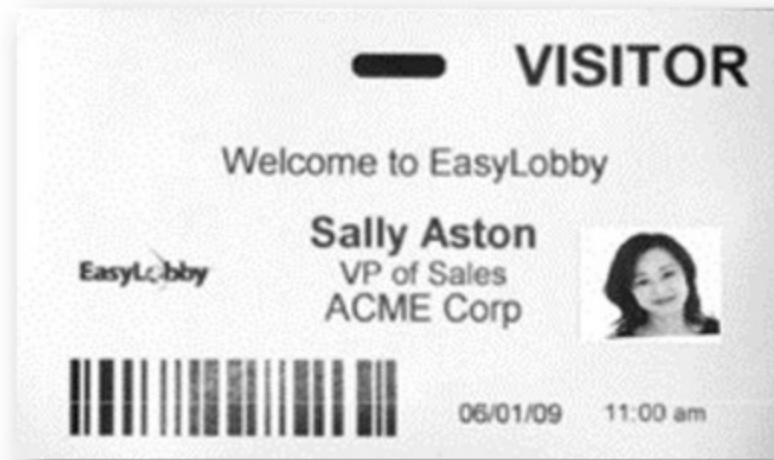 VISITOR
Welcome to EasyLobby
Sally Aston
VP of Sales
ACME Corp
EasyLobby
06/01/09 11:00 am